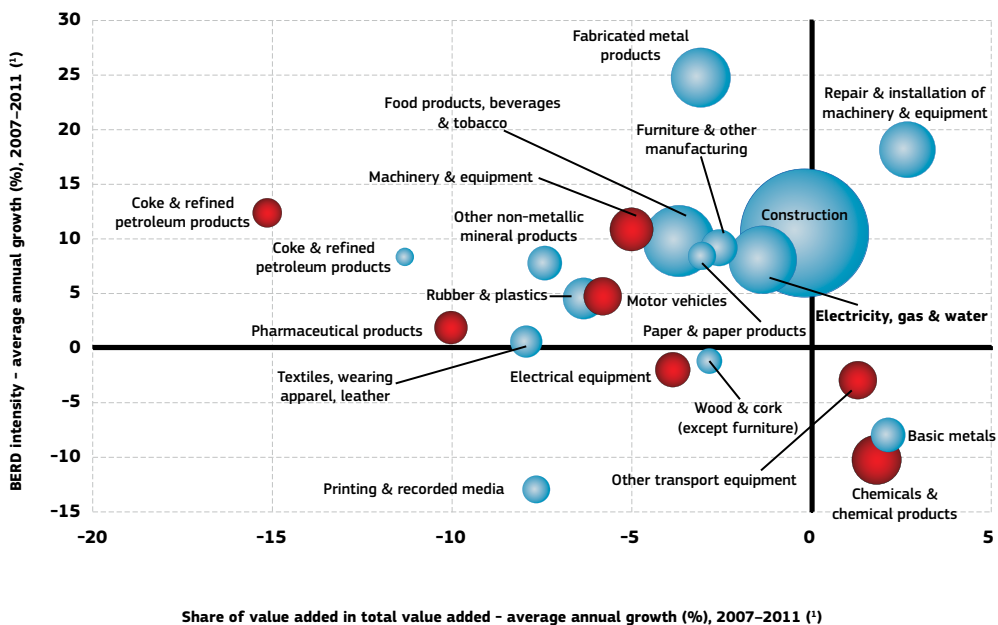 30
25
20
15
10
5
0
-5
-10
-15
BERD intensity – average annual growth (%), 2007–2011 (¹)
Fabricated metal
products
Repair & installation of
machinery & equipment
Food products, beverages
& tobacco
Furniture & other
manufacturing
Machinery & equipment
Coke & refined
petroleum products
Other non-metallic
mineral products
Construction
Coke & refined
petroleum products
Rubber & plastics
Motor vehicles
Electricity, gas & water
Pharmaceutical products
Paper & paper products
Textiles, wearing
apparel, leather
Electrical equipment
Wood & cork
(except furniture)
Basic metals
Other transport equipment
Printing & recorded media
Chemicals &
chemical products
-20 -15 -10 -5 0 5
Share of value added in total value added – average annual growth (%), 2007–2011 (¹)